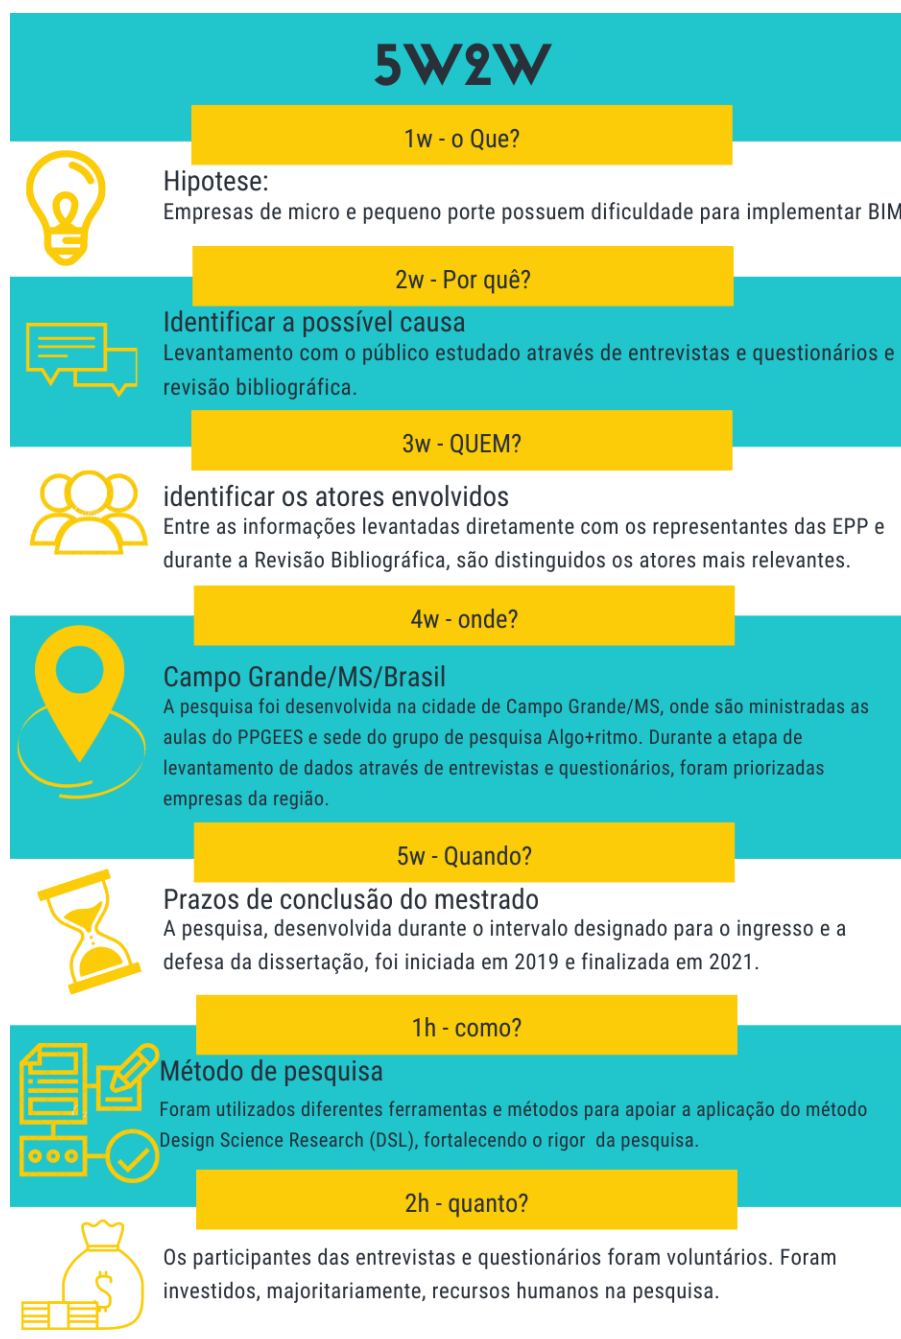 5W2W
1w - o Que?
Hipotese:
Empresas de micro e pequeno porte possuem dificuldade para implementar BIM
2w - Por quê?
Identificar a possível causa
Levantamento com o público estudado através de entrevistas e questionários e
revisão bibliográfica.
3w - QUEM?
identificar os atores envolvidos
Entre as informações levantadas diretamente com os representantes das EPP e
durante a Revisão Bibliográfica, são distinguidos os atores mais relevantes.
4w - onde?
Campo Grande/MS/Brasil
A pesquisa foi desenvolvida na cidade de Campo Grande/MS, onde são ministradas as
aulas do PPGEES e sede do grupo de pesquisa Algo+ritmo. Durante a etapa de
levantamento de dados através de entrevistas e questionários, foram priorizadas
empresas da região.
5w - Quando?
Prazos de conclusão do mestrado
A pesquisa, desenvolvida durante o intervalo designado para o ingresso e a
defesa da dissertação, foi iniciada em 2019 e finalizada em 2021.
1h - como?
Método de pesquisa
Foram utilizados diferentes ferramentas e métodos para apoiar a aplicação do método
Design Science Research (DSL), fortalecendo o rigor  da pesquisa.
2h - quanto?
Os participantes das entrevistas e questionários foram voluntários. Foram
investidos, majoritariamente, recursos humanos na pesquisa.